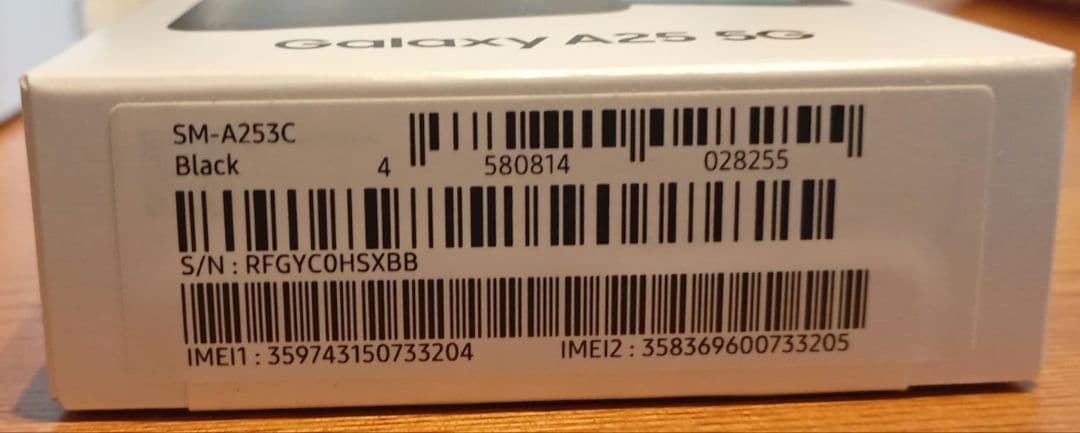 Galaxy A25 5G
SM-A253C
Black
4 580814 028255
S/N : RFGYC0HSXBB
IMEI1 : 359743150733204 IMEI2 : 358369600733205